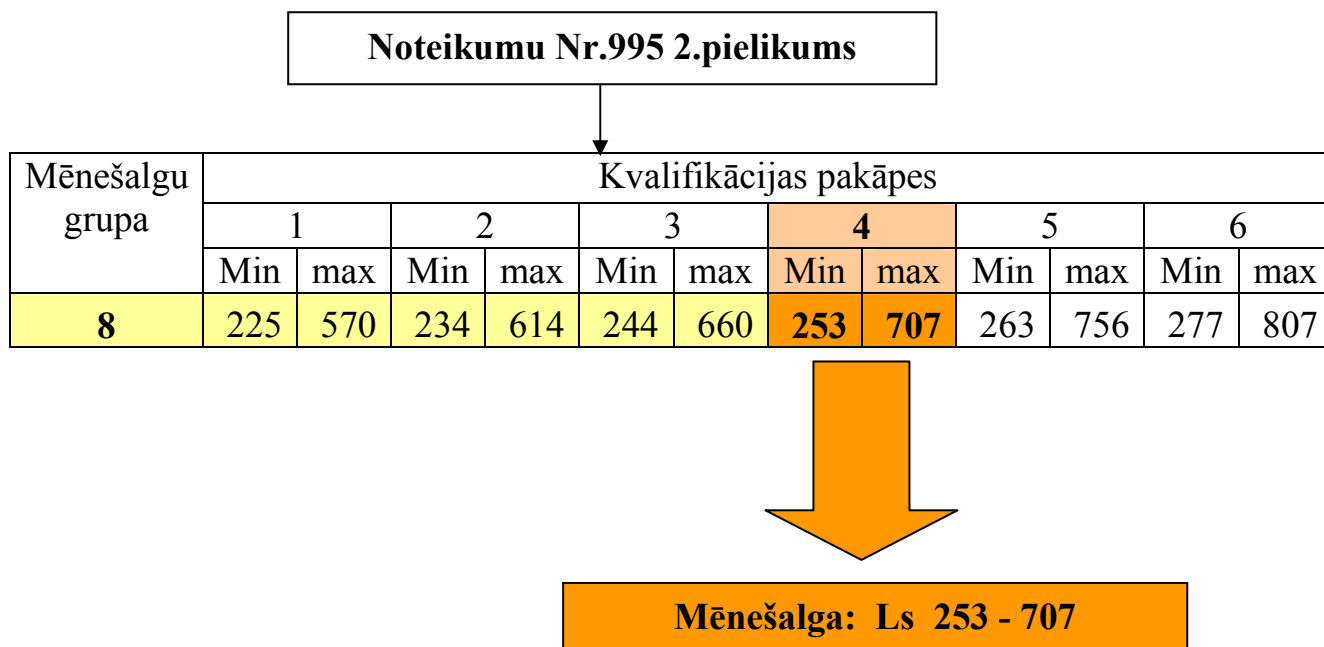 Noteikumu Nr.995 2.pielikums
Mēnešalgu grupa Kvalifikācijas pakāpes
1 2 3 4 5 6
Min max Min max Min max Min max Min max Min max
8 225 570 234 614 244 660 253 707 263 756 277 807
Mēnešalga: Ls 253 - 707